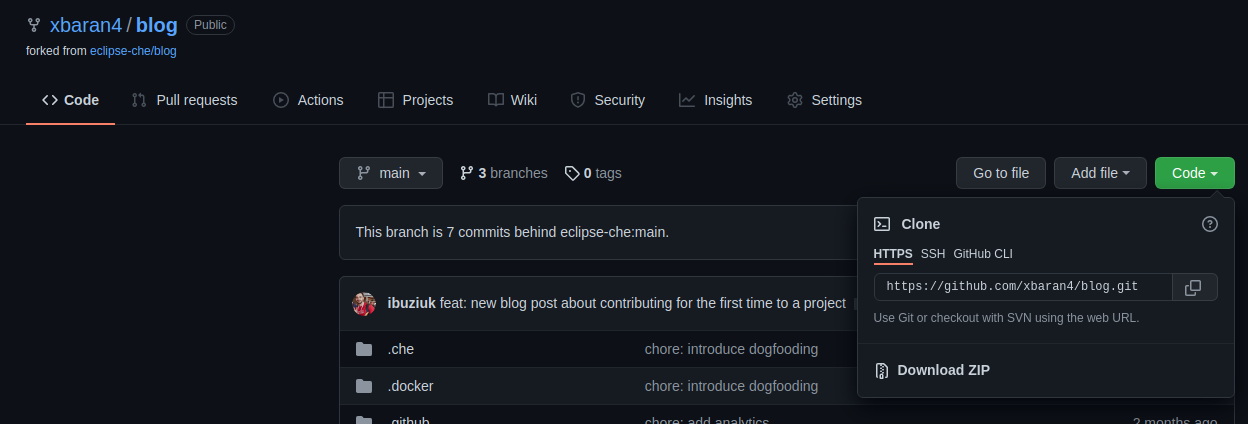 xbaran4 / blog Public
forked from eclipse-che/blog
Code Pull requests Actions Projects Wiki Security Insights Settings
main 3 branches 0 tags Go to file Add file Code
This branch is 7 commits behind eclipse-che:main.
Clone
HTTPS SSH GitHub CLI
https://github.com/xbaran4/blog.git
Use Git or checkout with SVN using the web URL.
Download ZIP
ibuziuk feat: new blog post about contributing for the first time to a project
.che chore: introduce dogfooding
.docker chore: introduce dogfooding
.github chore: add analytics 2 months ago